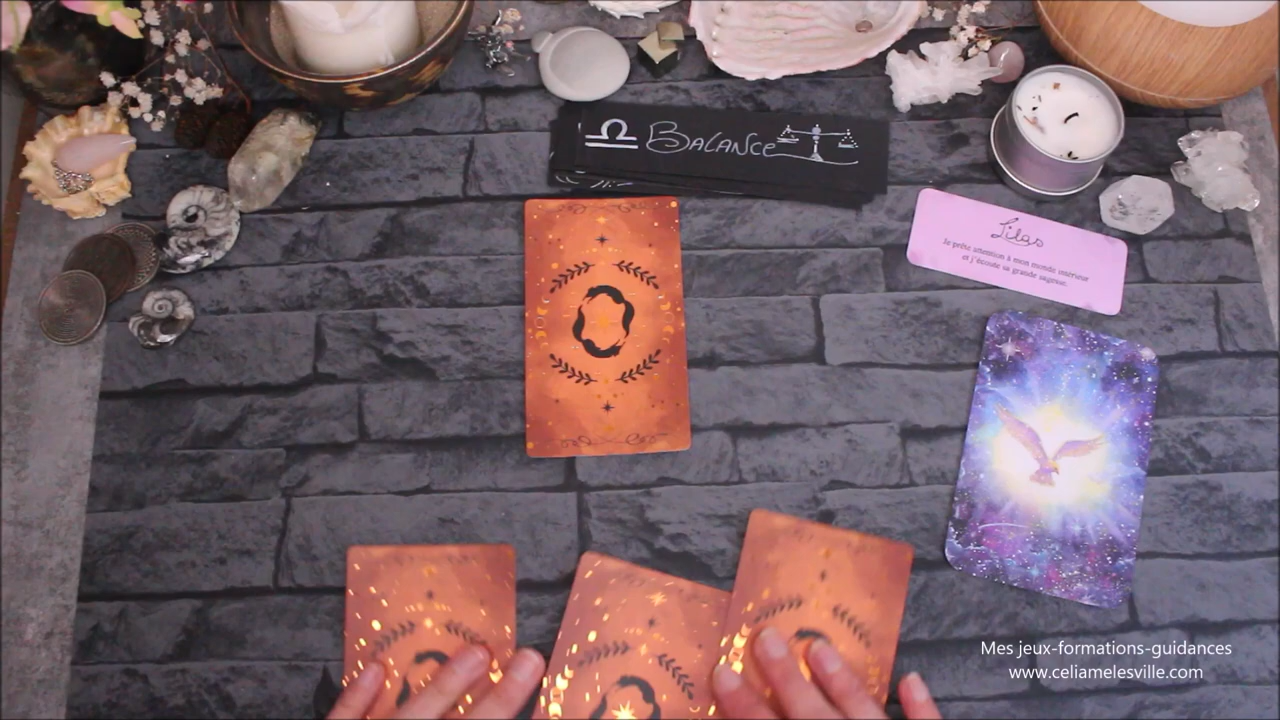 ♎ BALANCE
Lilas
Je prête attention à mon monde intérieur
et j'écoute sa grande sagesse.
Mes jeux-formations-guidances
www.celiamelesville.com